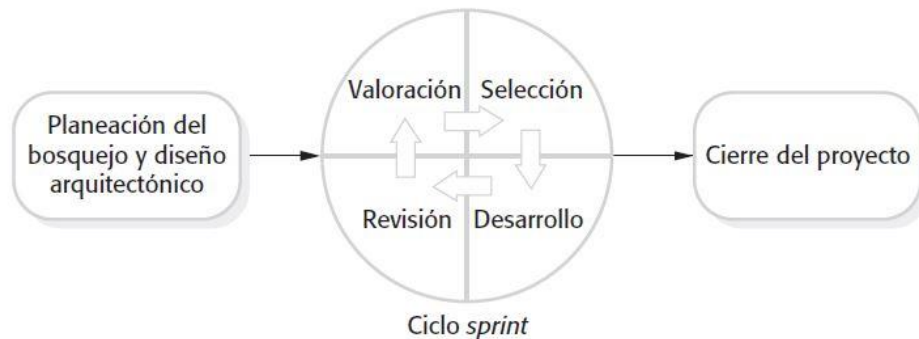 Planeación del
bosquejo y diseño
arquitectónico
Valoración
Selección
Revisión
Desarrollo
Ciclo sprint
Cierre del proyecto